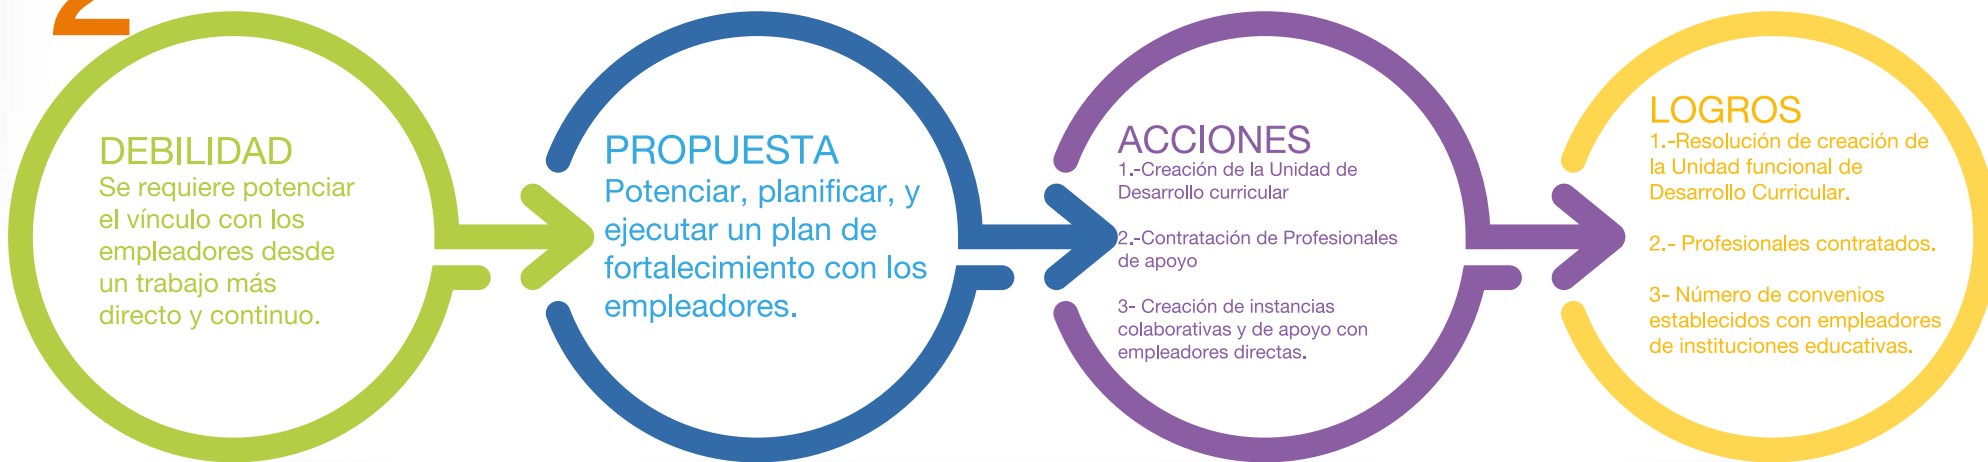 2
DEBILIDAD
Se requiere potenciar
el vínculo con los
empleadores desde
un trabajo más
directo y continuo.
PROPUESTA
Potenciar, planificar, y
ejecutar un plan de
fortalecimiento con los
empleadores.
ACCIONES
1.-Creación de la Unidad de
Desarrollo curricular
2.-Contratación de Profesionales
de apoyo
3- Creación de instancias
colaborativas y de apoyo con
empleadores directas.
LOGROS
1.-Resolución de creación de
la Unidad funcional de
Desarrollo Curricular.
2.- Profesionales contratados.
3- Número de convenios
establecidos con empleadores
de instituciones educativas.